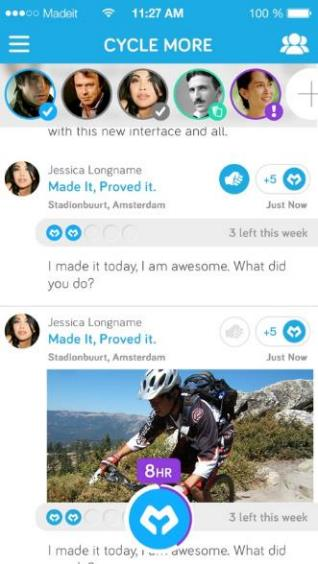 Madeit 11:27 AM 100 %
CYCLE MORE
with this new interface and all.
Jessica Longname
Made It, Proved it.
+5
Stadionbuurt, Amsterdam Just Now
3 left this week
I made it today, I am awesome. What did
you do?
Jessica Longname
Made It, Proved it.
+5
Stadionbuurt, Amsterdam Just Now
8HR
3 left this week
I made it today, I am awesome. What did